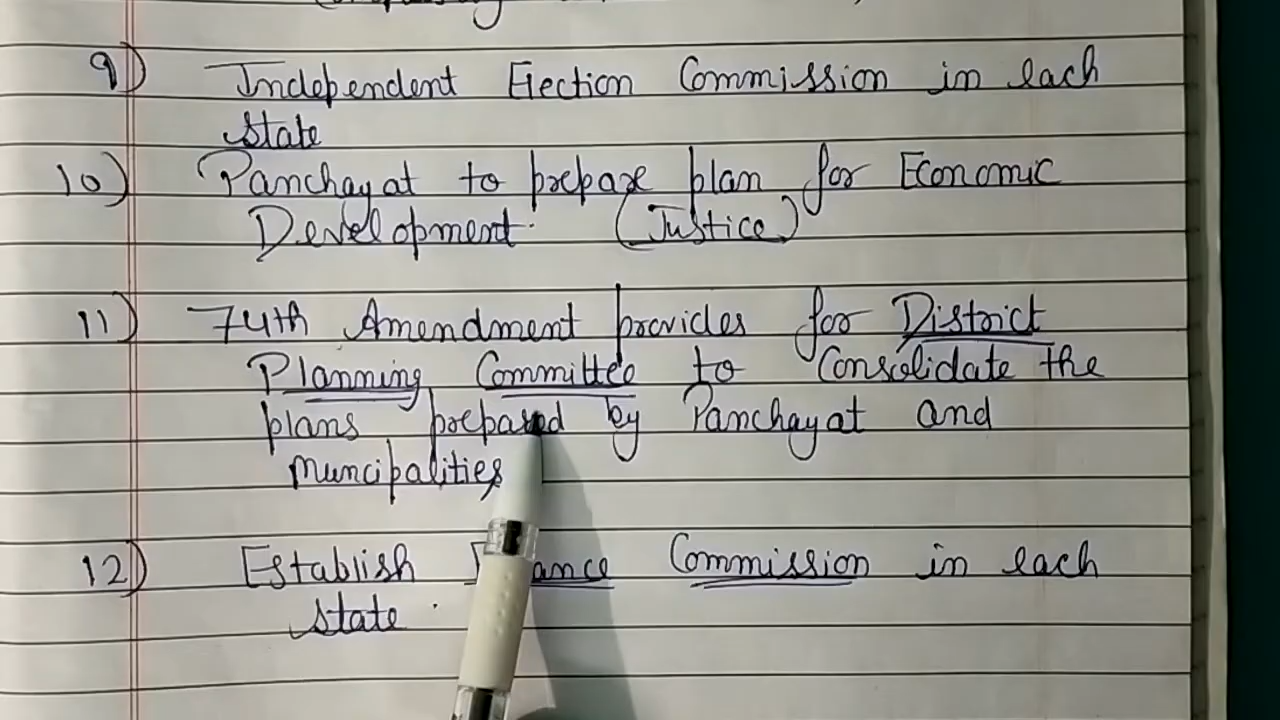 9) Independent Election Commission in each
state
10) Panchayat to prepare plan for Economic
Development. (Justice)
11) 74th Amendment provides for District
Planning Committee to Consolidate the
plans prepared by Panchayat and
Muncipalities
12) Establish Commission in each
state.